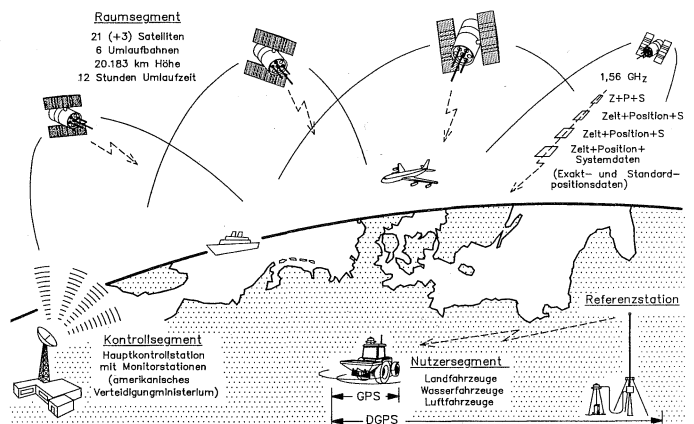 Raumsegment
21 (+3) Satelliten
6 Umlaufbahnen
20.183 km Höhe
12 Stunden Umlaufzeit
1,56 GHz
Z+P+S
Zeit+Position+S
Zeit+Position+S
Zeit+Position+
Systemdaten
(Exakt- und Standard-
positionsdaten)
Kontrollsegment
Hauptkontrollstation
mit Monitorstationen
(amerikanisches
Verteidigungministerium)
Nutzersegment
Landfahrzeuge
Wasserfahrzeuge
Luftfahrzeuge
Referenzstation
GPS
DGPS